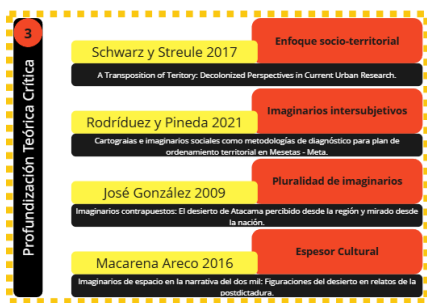 3
Profundización Teórica Crítica
Enfoque socio-territorial
Schwarz y Streule 2017
A Transposition of Teritory: Decolonized Perspectives in Current Urban Research.
Imaginarios intersubjetivos
Rodríduez y Pineda 2021
Cartograias e imaginarios sociales como metodologías de diagnóstico para plan de
ordenamiento territorial en Mesetas - Meta.
Pluralidad de imaginarios
José González 2009
Imaginarios contrapuestos: El desierto de Atacama percibido desde la región y mirado desde
la nación.
Espesor Cultural
Macarena Areco 2016
Imaginarios de espacio en la narrativa del dos mil: Figuraciones del desierto en relatos de la
postdictadura.